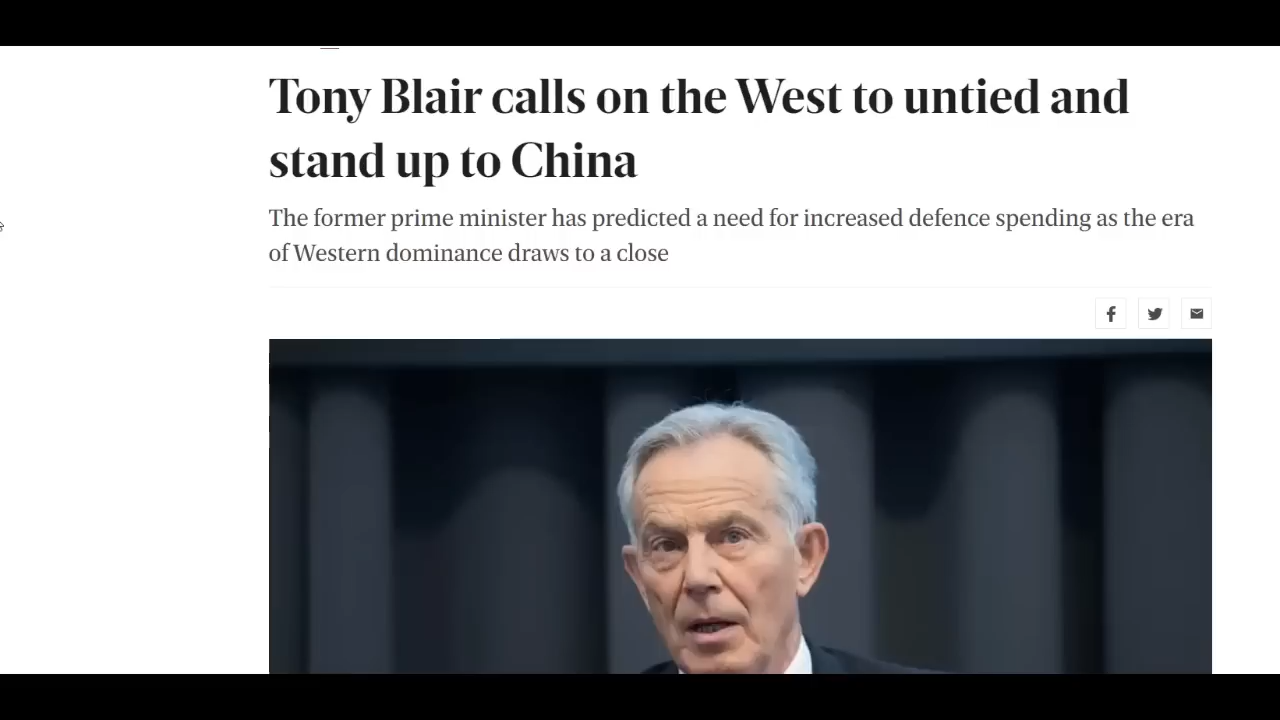 Tony Blair calls on the West to untied and
stand up to China
The former prime minister has predicted a need for increased defence spending as the era
of Western dominance draws to a close